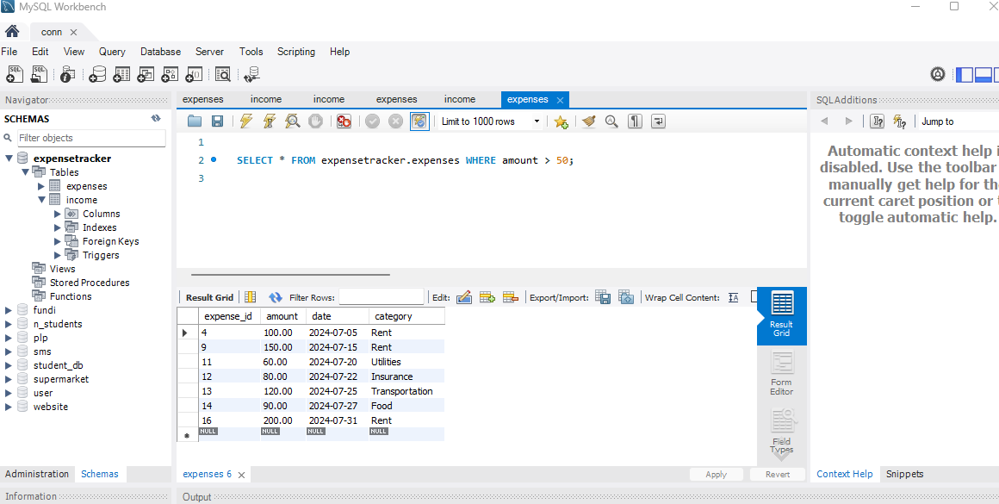 MySQL Workbench
conn
File Edit View Query Database Server Tools Scripting Help
Navigator
SCHEMAS
Filter objects
expensetracker
Tables
expenses
income
Columns
Indexes
Foreign Keys
Triggers
Views
Stored Procedures
Functions
fundi
n_students
plp
sms
student_db
supermarket
user
website
Administration Schemas
Information
expenses income income expenses income expenses
Limit to 1000 rows
1
2 SELECT * FROM expensetracker.expenses WHERE amount > 50;
3
Result Grid Filter Rows: Edit: Export/Import: Wrap Cell Content:
expense_id amount date category
4 100.00 2024-07-05 Rent
9 150.00 2024-07-15 Rent
11 60.00 2024-07-20 Utilities
12 80.00 2024-07-22 Insurance
13 120.00 2024-07-25 Transportation
14 90.00 2024-07-27 Food
16 200.00 2024-07-31 Rent
NULL NULL NULL NULL
Result
Grid
Form
Editor
Field
Types
expenses 6
Apply Revert
Output
SQLAdditions
Jump to
Automatic context help i
disabled. Use the toolbar
manually get help for the
current caret position or t
toggle automatic help.
Context Help Snippets